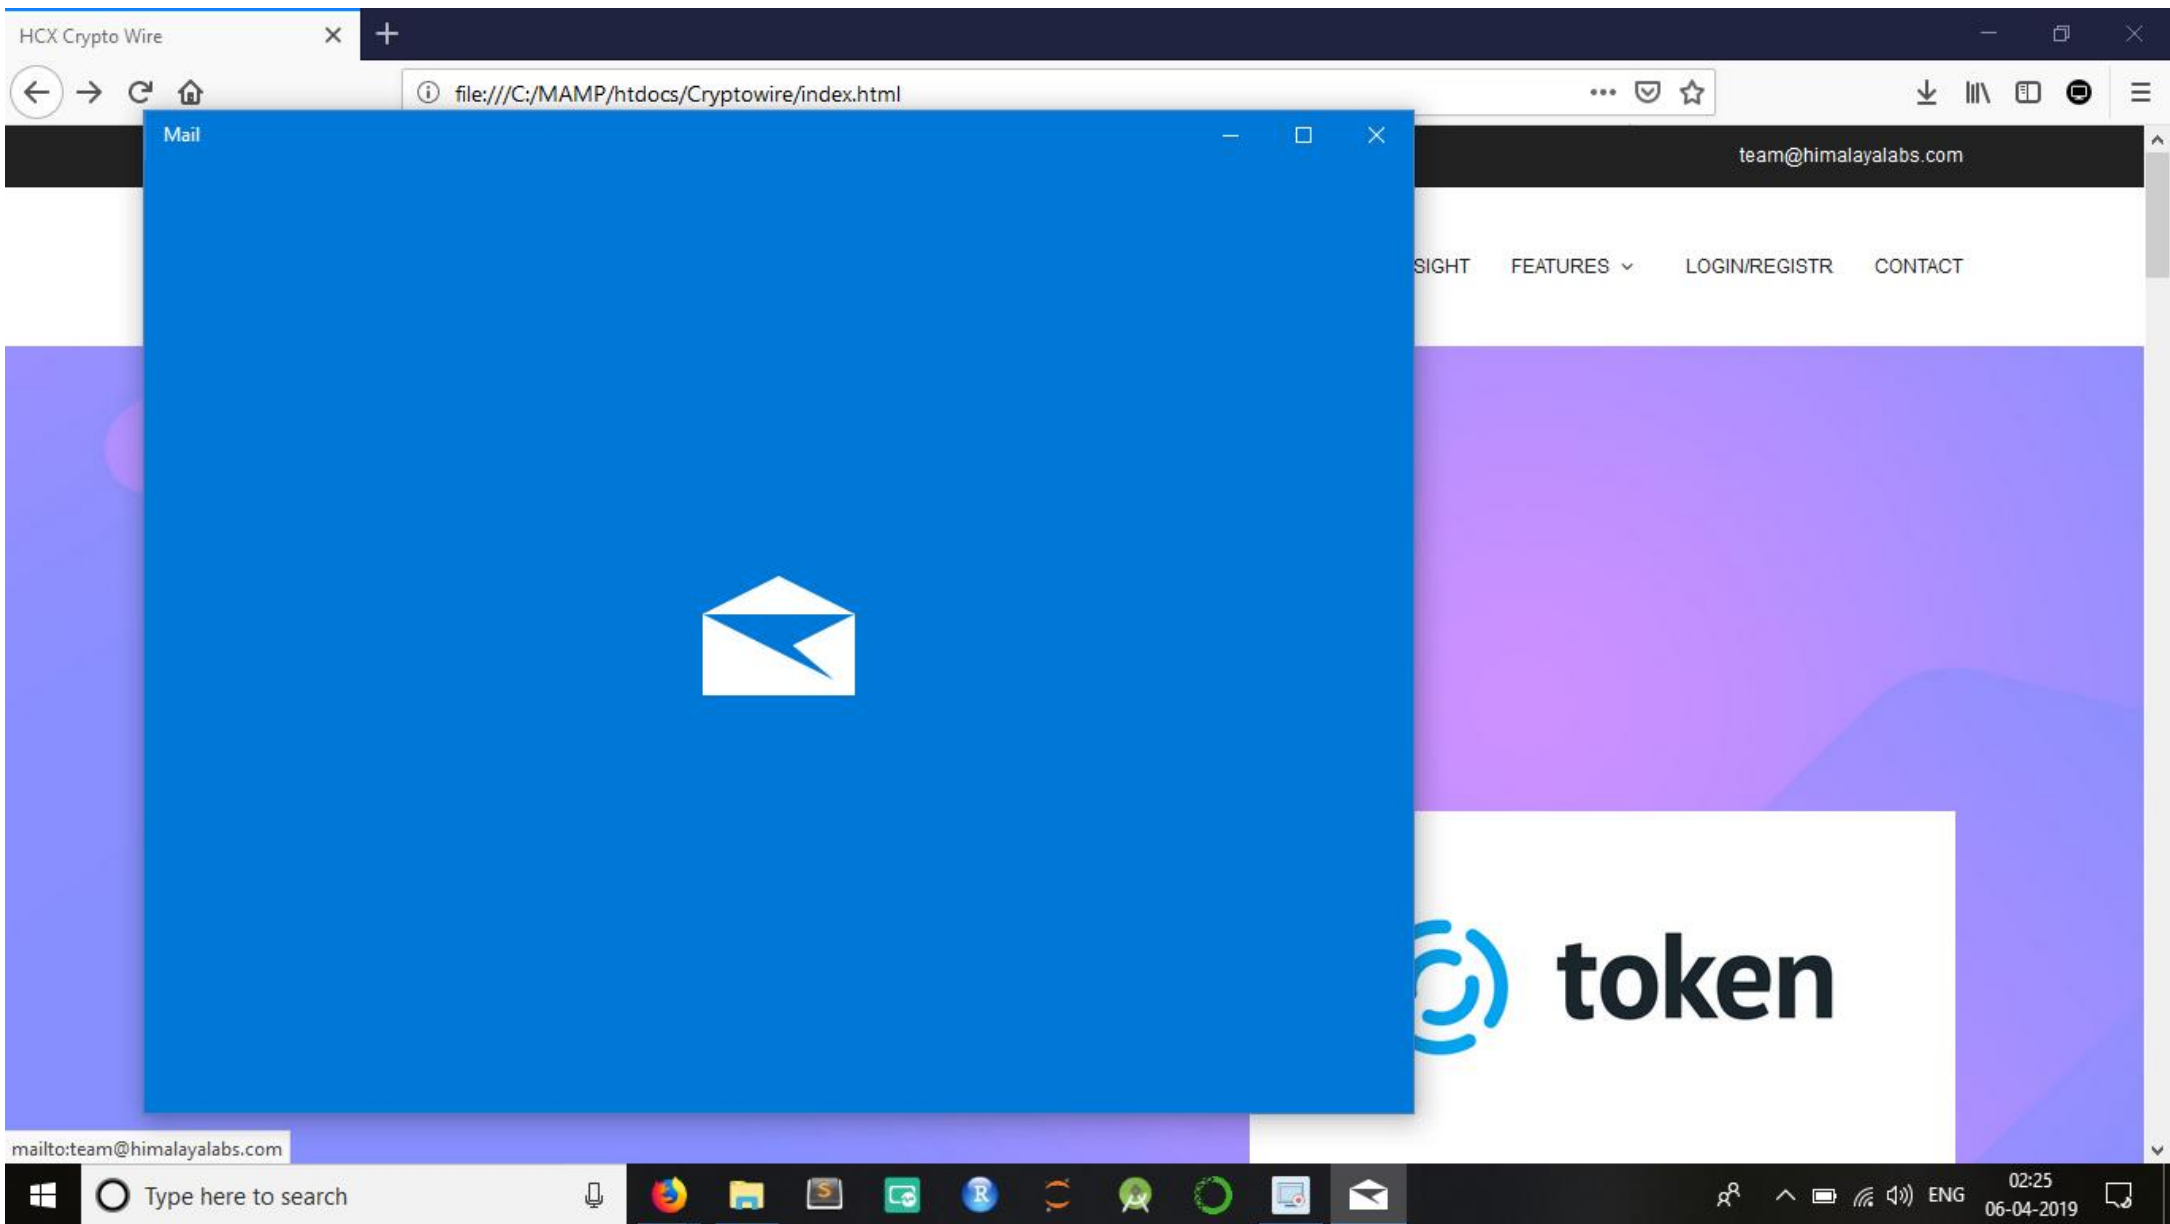 HCX Crypto Wire
file:///C:/MAMP/htdocs/Cryptowire/index.html
Mail
team@himalayalabs.com
SIGHT FEATURES LOGIN/REGISTR CONTACT
token
mailto:team@himalayalabs.com
Type here to search
S
R
ENG
02:25
06-04-2019